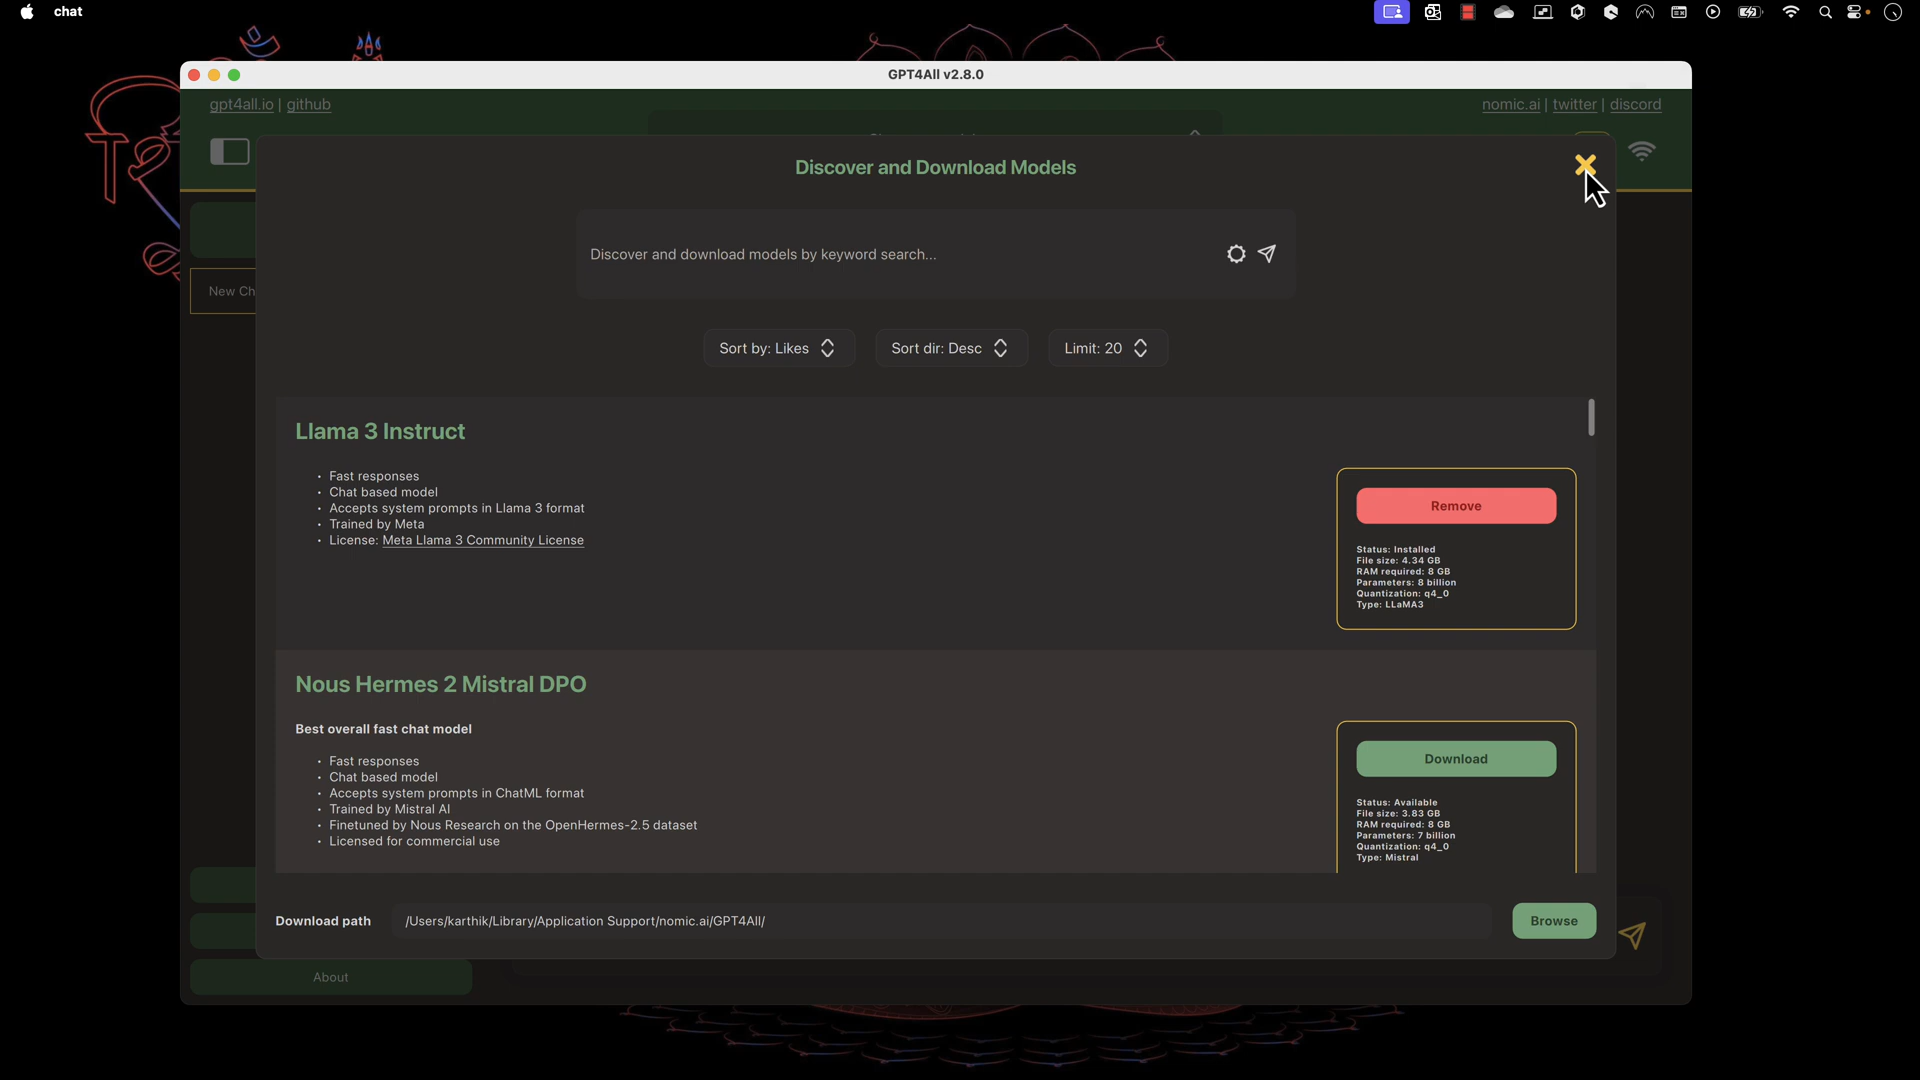 chat
GPT4All v2.8.0
gpt4all.io | github
nomic.ai | twitter | discord
Discover and Download Models
Discover and download models by keyword search...
New Ch
Sort by: Likes
Sort dir: Desc
Limit: 20
Llama 3 Instruct
• Fast responses
• Chat based model
• Accepts system prompts in Llama 3 format
• Trained by Meta
• License: Meta Llama 3 Community License
Remove
Status: Installed
File size: 4.34 GB
RAM required: 8 GB
Parameters: 8 billion
Quantization: q4_0
Type: LLaMA3
Nous Hermes 2 Mistral DPO
Best overall fast chat model
• Fast responses
• Chat based model
• Accepts system prompts in ChatML format
• Trained by Mistral AI
• Finetuned by Nous Research on the OpenHermes-2.5 dataset
• Licensed for commercial use
Download
Status: Available
File size: 3.83 GB
RAM required: 8 GB
Parameters: 7 billion
Quantization: q4_0
Type: Mistral
Download path
/Users/karthik/Library/Application Support/nomic.ai/GPT4All/
Browse
About